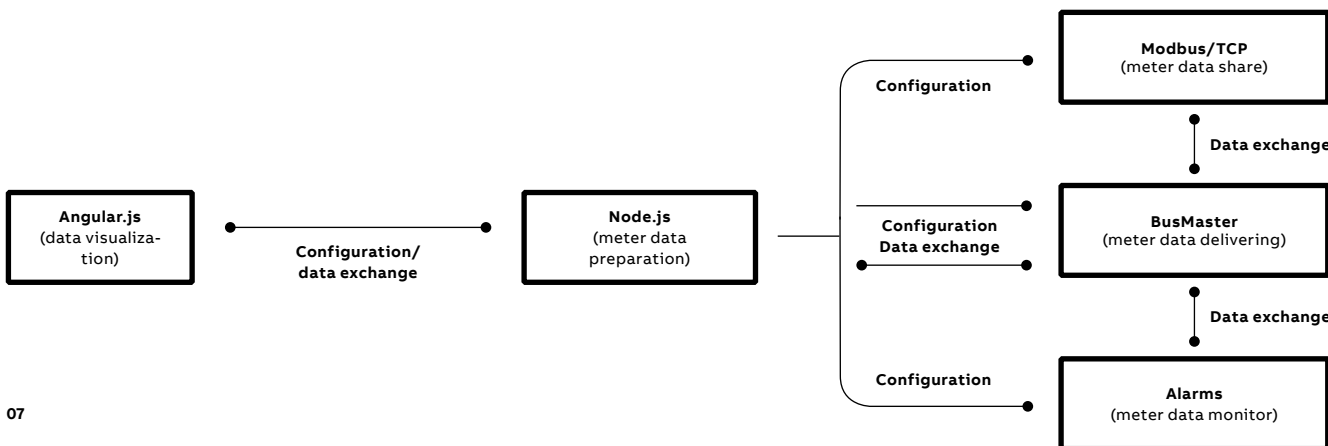 Modbus/TCP
(meter data share)
Configuration
Data exchange
Angular.js
(data visualiza-
tion)
Configuration/
data exchange
Node.js
(meter data
preparation)
Configuration
Data exchange
BusMaster
(meter data delivering)
Data exchange
Configuration
Alarms
(meter data monitor)
07